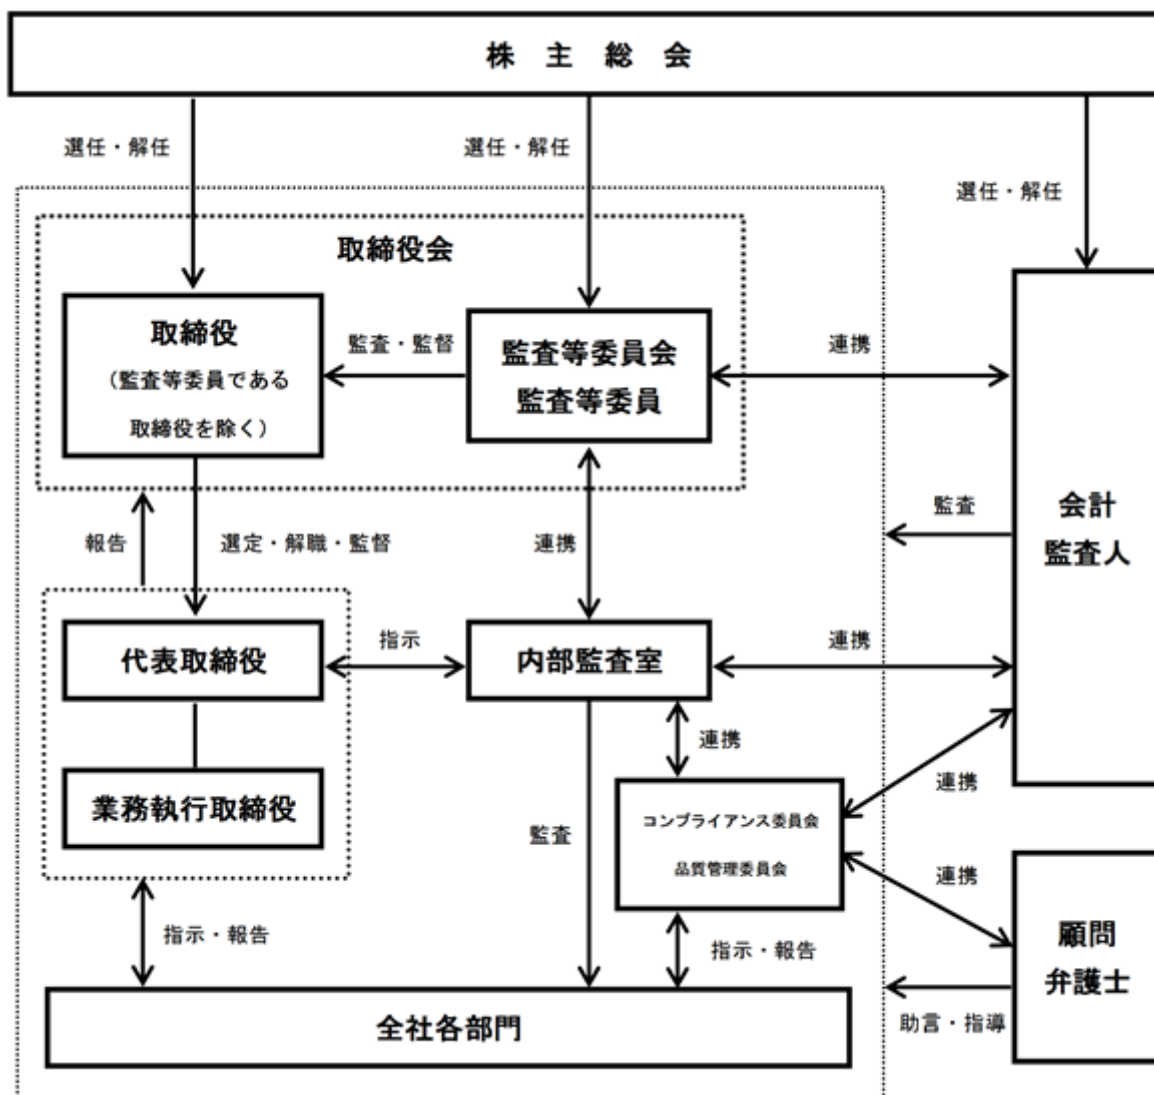 株主総会
選任・解任
選任・解任
選任・解任
取締役会
取締役
（監査等委員である
取締役を除く）
監査・監督
監査等委員会
監査等委員
連携
会計
監査人
監査
報告
選定・解職・監督
連携
代表取締役
指示
内部監査室
連携
連携
業務執行取締役
コンプライアンス委員会
品質管理委員会
連携
監査
連携
指示・報告
指示・報告
顧問
弁護士
助言・指導
全社各部門